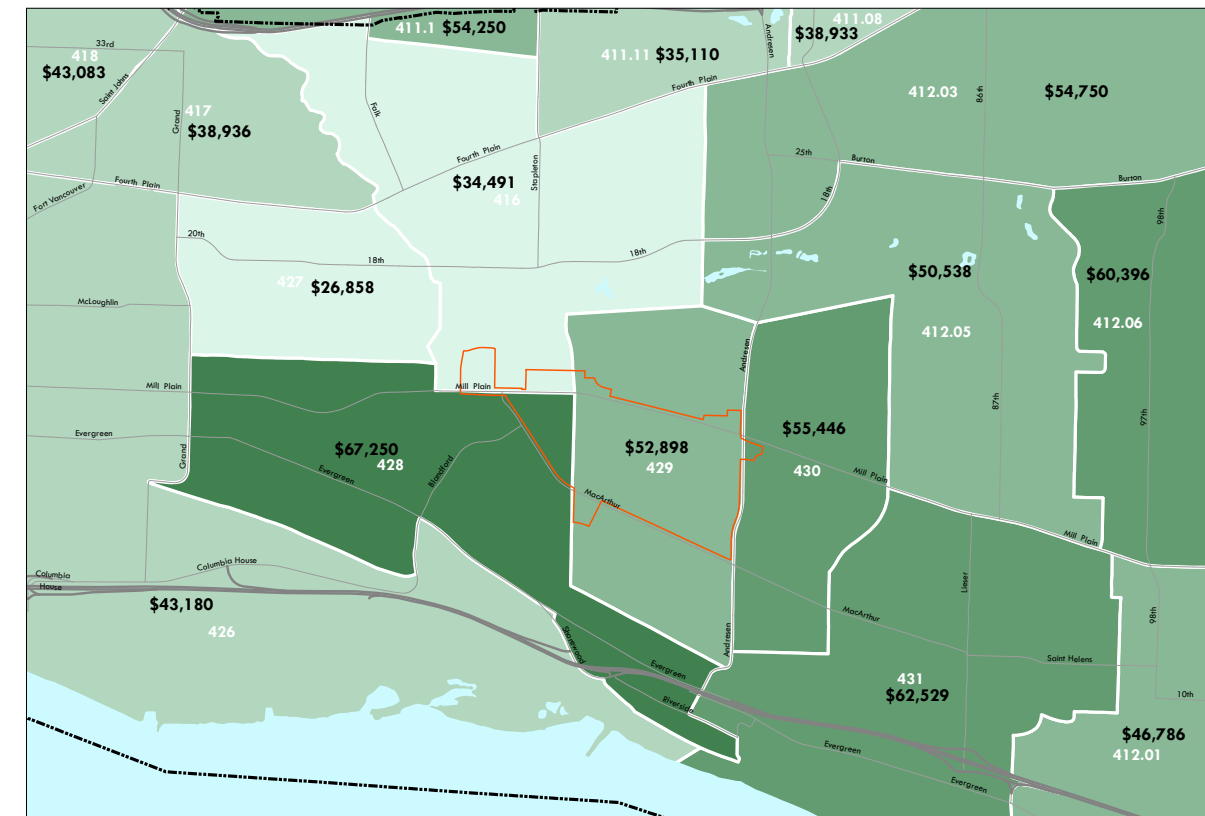 411.1 $54,250
411.08
$38,933
Andresen
33rd
418
$43,083
Saint Johns
411.11 $35,110
Fourth Plain
412.03
86th
$54,750
417
$38,936
Grand
Falk
25th
Burton
Fourth Plain
Stapleton
$34,491
416
Fourth Plain
Fort Vancouver
18th
Burton
98th
20th
18th
18th
427 $26,858
McLoughlin
$50,538
412.05
$60,396
412.06
Andresen
Mill Plain
Mill Plain
87th
97th
Evergreen
Grand
$67,250
428
Evergreen
Blandford
$52,898
429
$55,446
430
Mill Plain
MacArthur
Mill Plain
Columbia House
Columbia
House
$43,180
426
Lieser
98th
MacArthur
Sherwood
Andresen
Evergreen
Saint Helens
Riverside
431
$62,529
10th
$46,786
412.01
Evergreen
Evergreen